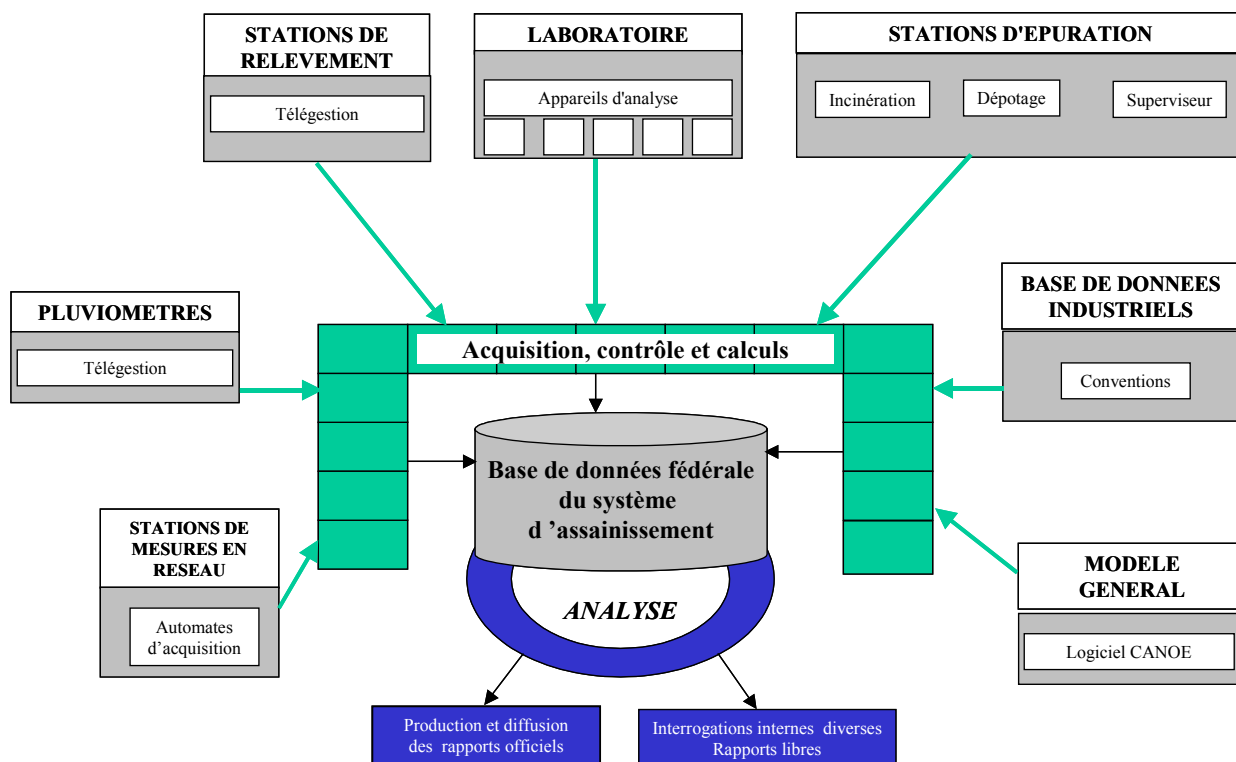 STATIONS DE
RELEVEMENT
Télégestion
LABORATOIRE
Appareils d'analyse
STATIONS D'EPURATION
Incinération
Dépotage
Superviseur
PLUVIOMETRES
Télégestion
BASE DE DONNEES
INDUSTRIELS
Conventions
Acquisition, contrôle et calculs
Base de données fédérale
du système
d ’assainissement
STATIONS DE
MESURES EN
RESEAU
Automates
d’acquisition
MODELE
GENERAL
Logiciel CANOE
ANALYSE
Production et diffusion
des rapports officiels
Interrogations internes diverses
Rapports libres